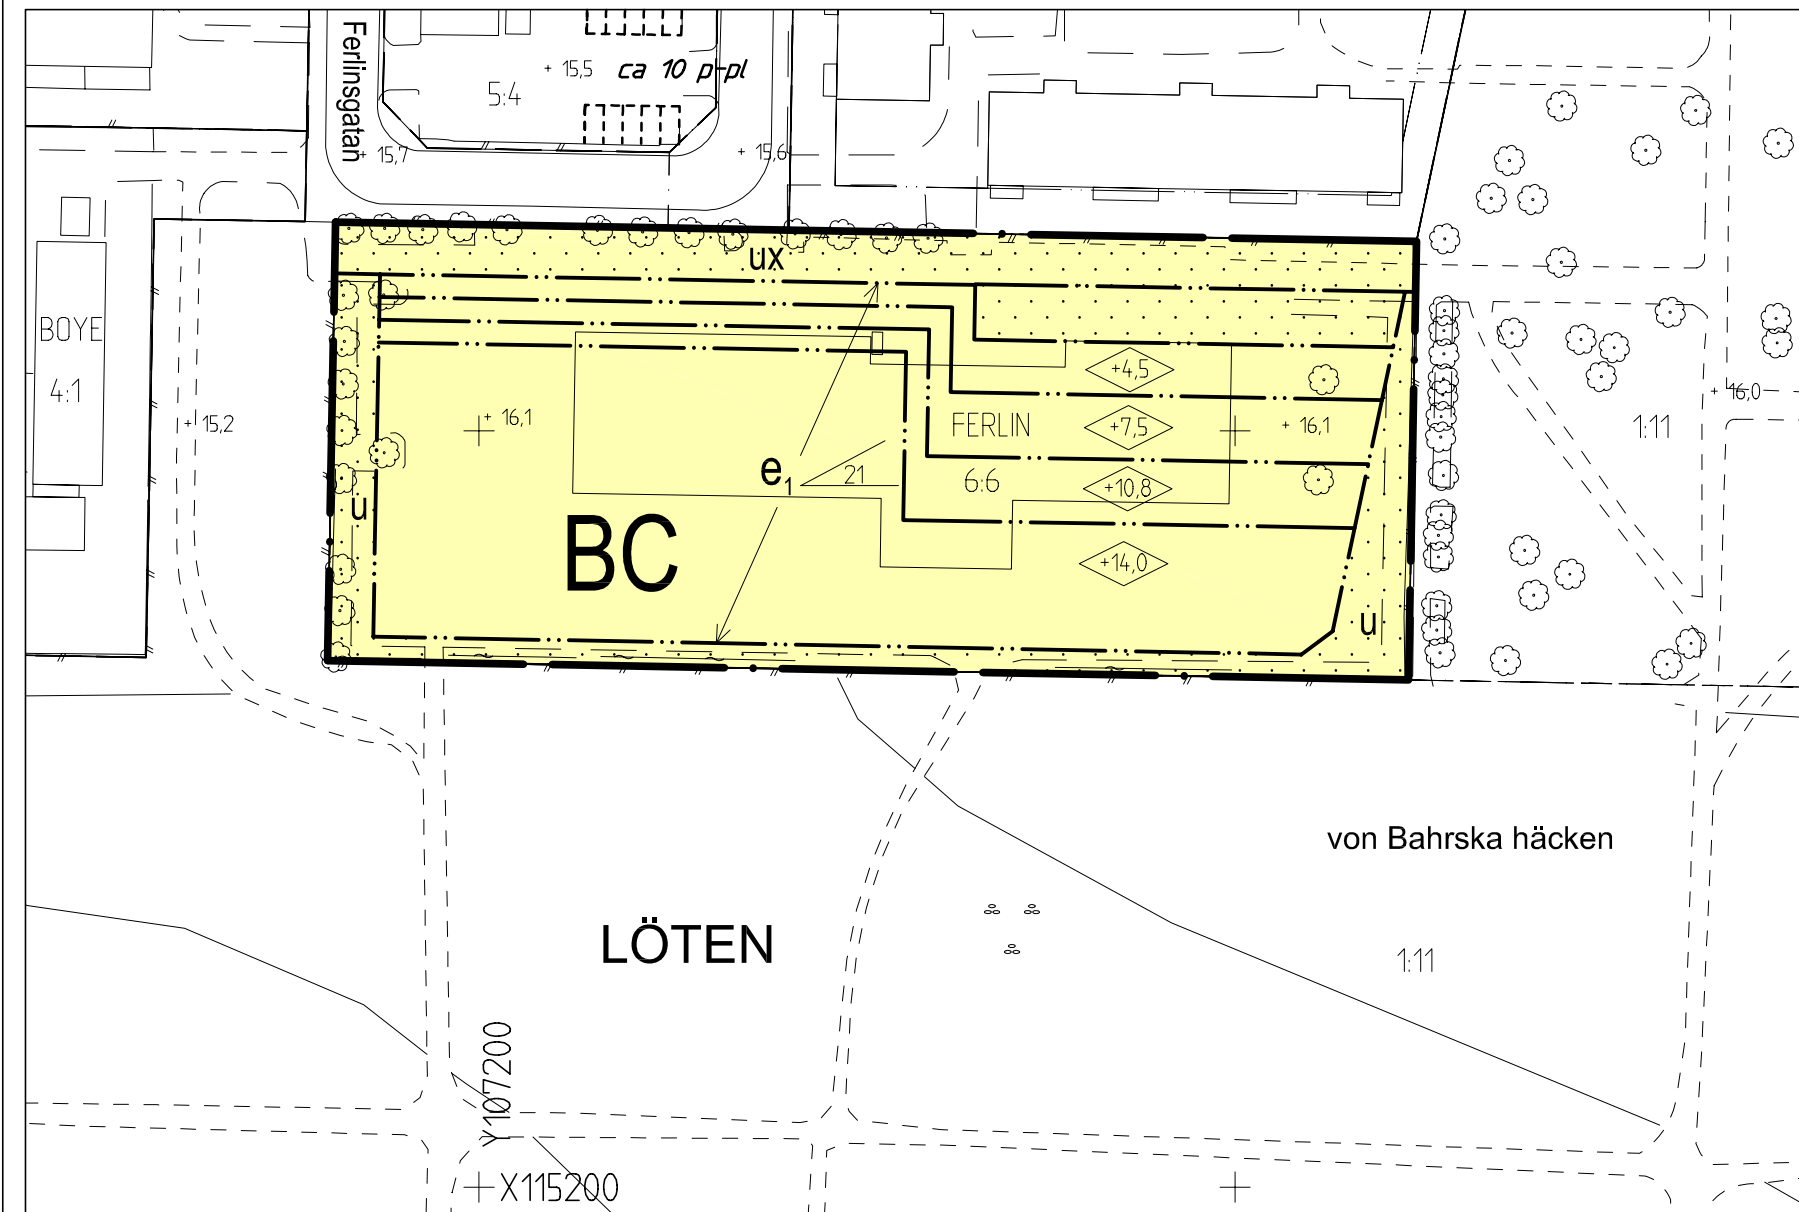 Ferlinsgatan
+ 15,5
ca 10 p-pl
5:4
+ 15,7
+ 15,6
ux
BOYE
4:1
+ 15,2
+ 16,1
+4,5
+7,5
+10,8
+14,0
FERLIN
6:6
+ 16,1
e1
21
u
BC
u
1:11
+ 16,0
von Bahrska häcken
LÖTEN
1:11
Y107200
X115200